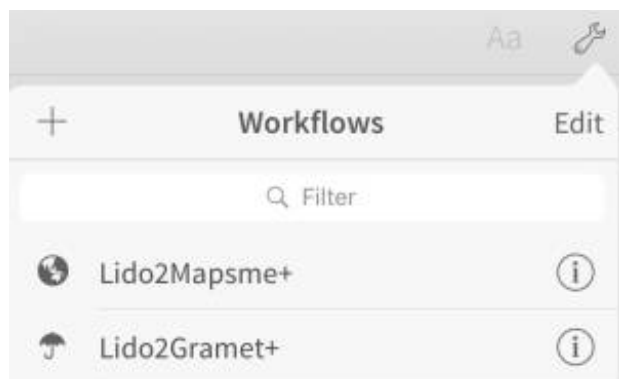 Aa
Workflows Edit
Filter
Lido2Mapsme+
Lido2Gramet+